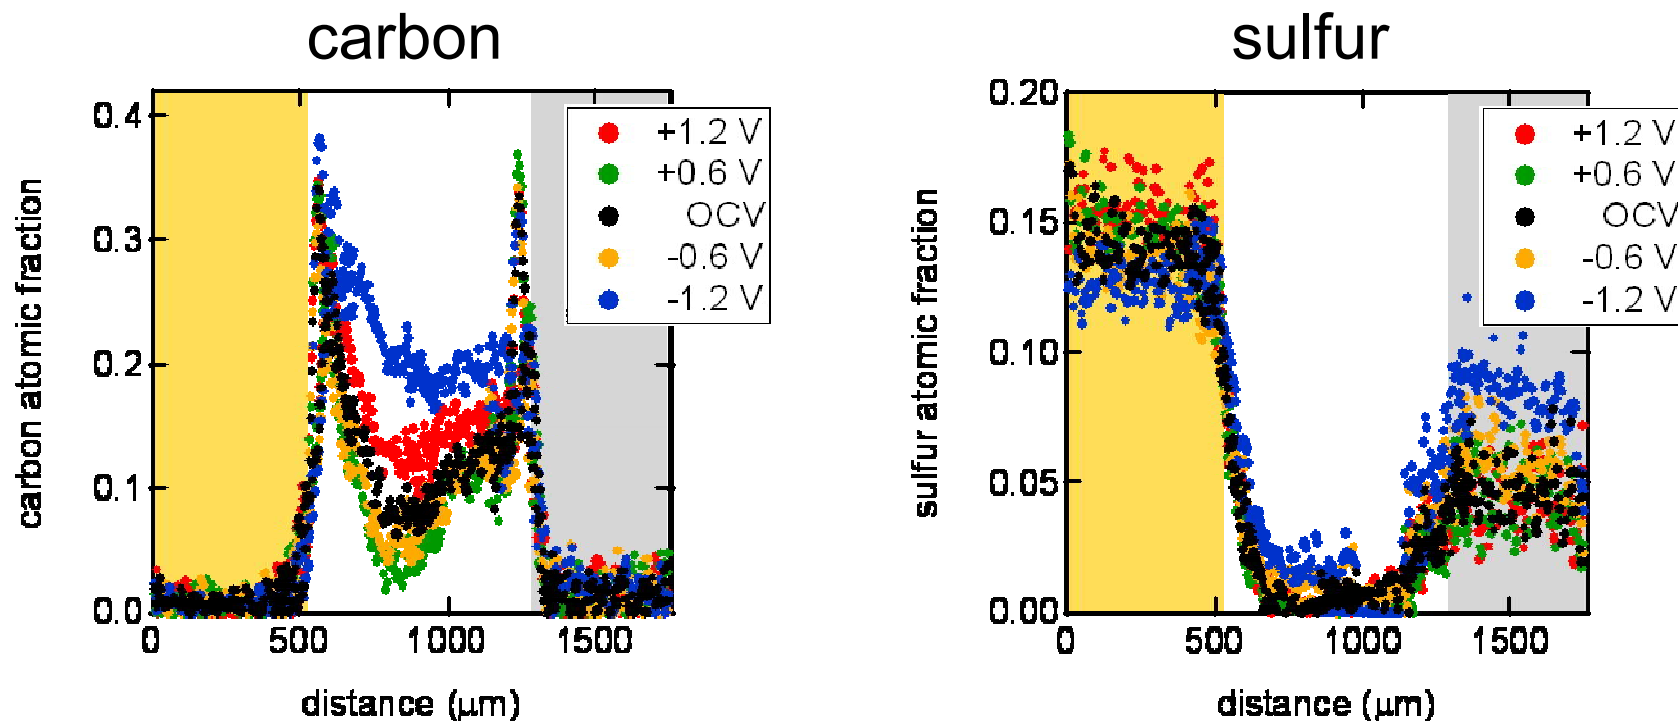 carbon
sulfur
carbon atomic fraction
0.4
0.3
0.2
0.1
0.0
0
500
1000
1500
distance (μm)
+1.2 V
+0.6 V
OCV
-0.6 V
-1.2 V
sulfur atomic fraction
0.20
0.15
0.10
0.05
0.00
0
500
1000
1500
distance (μm)
+1.2 V
+0.6 V
OCV
-0.6 V
-1.2 V